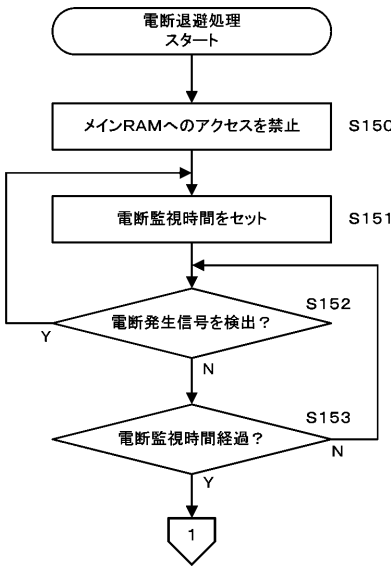 電断退避処理
スタート
メインRAMへのアクセスを禁止
S150
電断監視時間をセット
S151
S152
電断発生信号を検出?
Y
N
S153
電断監視時間経過?
N
Y
1